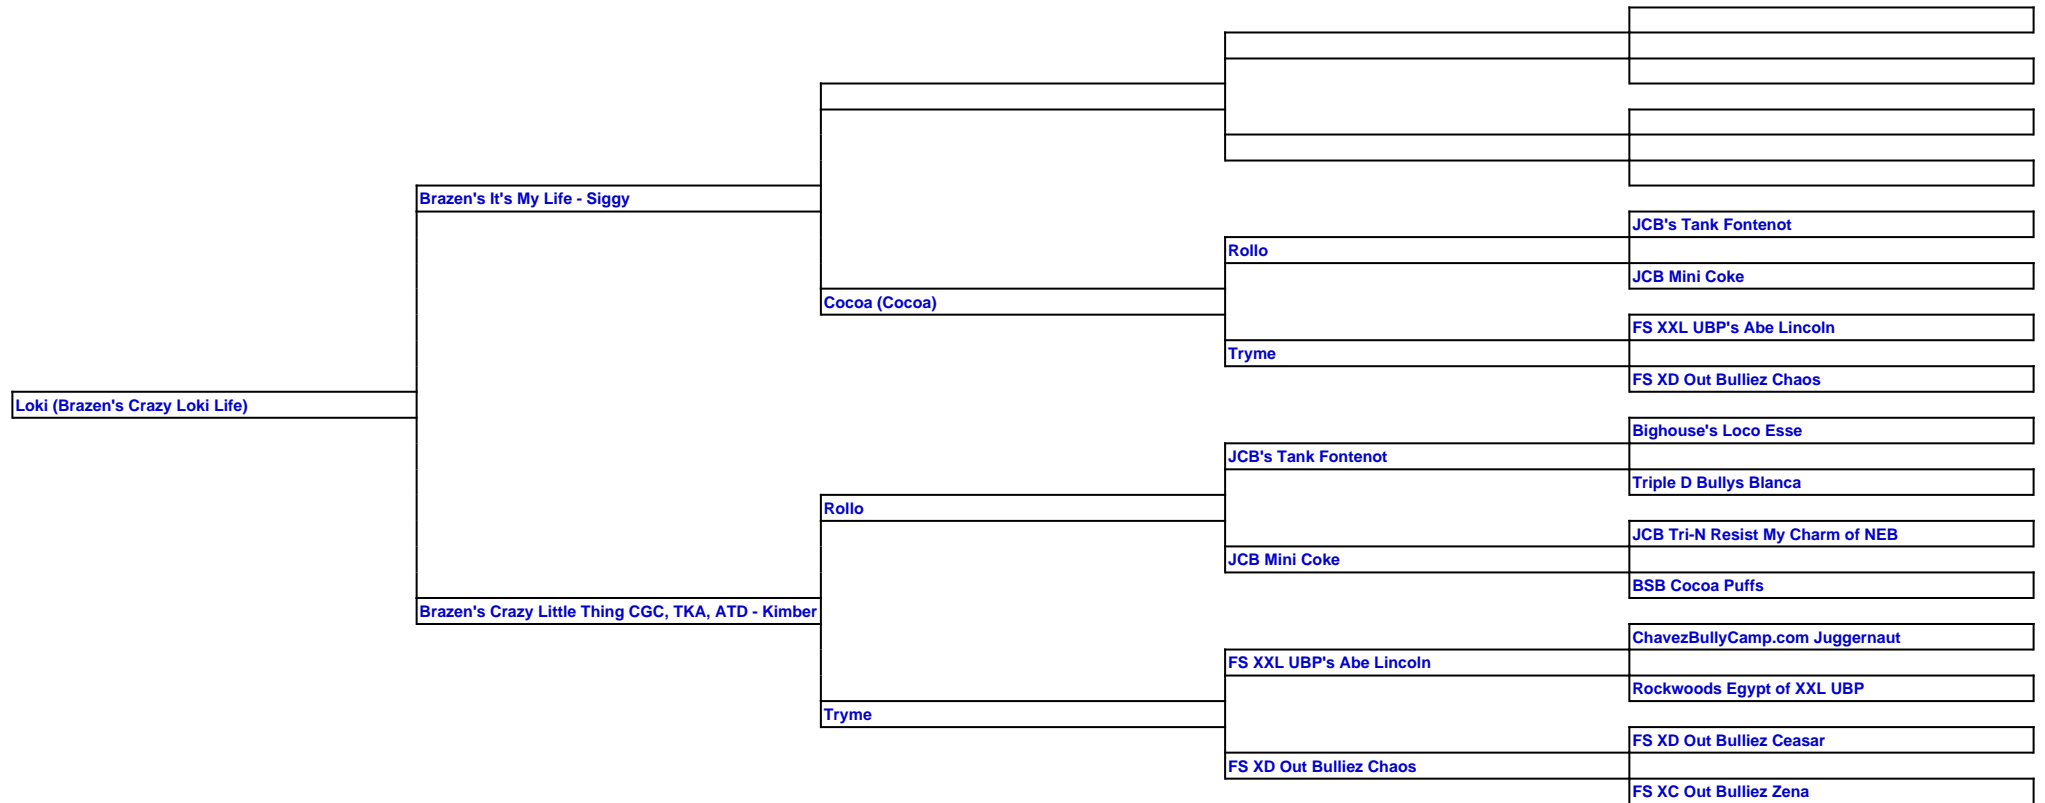 Brazen's It's My Life - Siggy
JCB's Tank Fontenot
Rollo
JCB Mini Coke
Cocoa (Cocoa)
FS XXL UBP's Abe Lincoln
Tryme
FS XD Out Bulliez Chaos
Loki (Brazen's Crazy Loki Life)
Bighouse's Loco Esse
JCB's Tank Fontenot
Triple D Bullys Blanca
Rollo
JCB Tri-N Resist My Charm of NEB
JCB Mini Coke
BSB Cocoa Puffs
Brazen's Crazy Little Thing CGC, TKA, ATD - Kimber
ChavezBullyCamp.com Juggernaut
FS XXL UBP's Abe Lincoln
Rockwoods Egypt of XXL UBP
Tryme
FS XD Out Bulliez Ceasar
FS XD Out Bulliez Chaos
FS XC Out Bulliez Zena